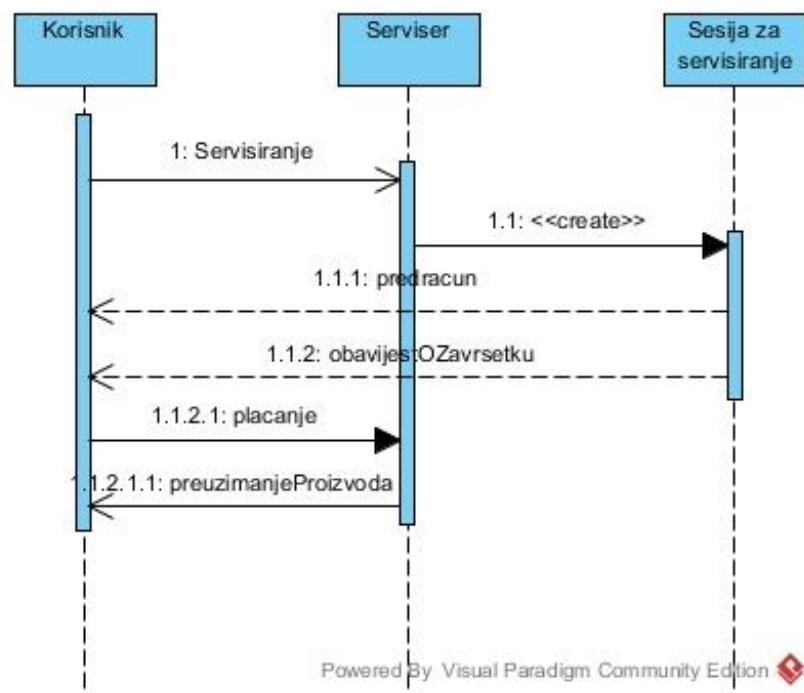 Korisnik
Serviser
Sesija za
servisiranje
1: Servisiranje
1.1: <<create>>
1.1.1: predracun
1.1.2: obavijestOZavrsetku
1.1.2.1: placanje
1.1.2.1.1: preuzimanjeProizvoda
Powered By Visual Paradigm Community Edition